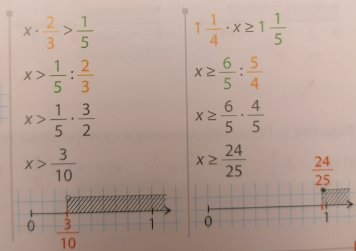 x · 2/3 > 1/5
x > 1/5 : 2/3
x > 1/5 · 3/2
x > 3/10
0 3/10 1
1 1/4 · x ≥ 1 1/5
x ≥ 6/5 : 5/4
x ≥ 6/5 · 4/5
x ≥ 24/25
24/25
0 1